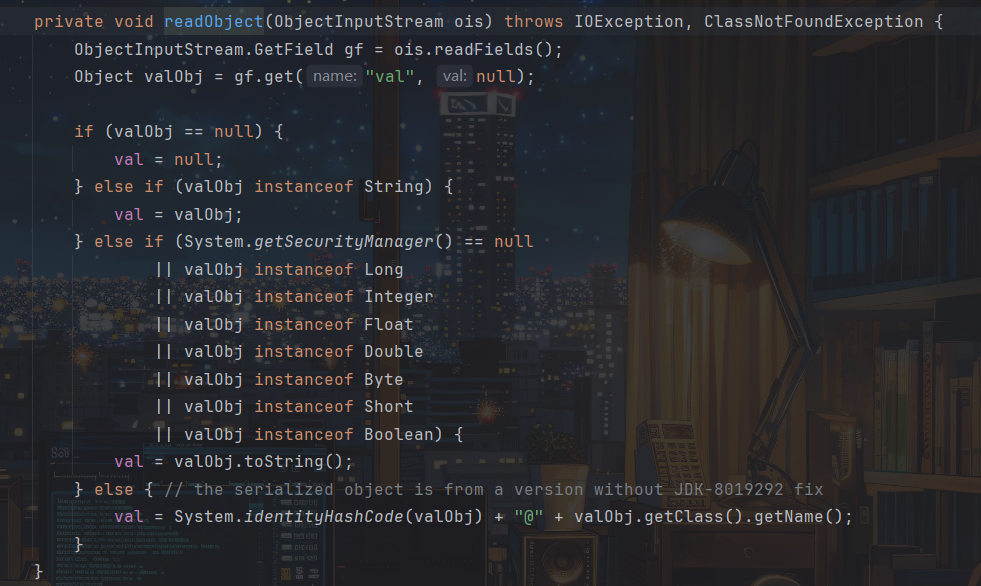 private void readObject(ObjectInputStream ois) throws IOException, ClassNotFoundException {
    ObjectInputStream.GetField gf = ois.readFields();
    Object valObj = gf.get( name: "val", val: null);

    if (valObj == null) {
        val = null;
    } else if (valObj instanceof String) {
        val = valObj;
    } else if (System.getSecurityManager() == null
            || valObj instanceof Long
            || valObj instanceof Integer
            || valObj instanceof Float
            || valObj instanceof Double
            || valObj instanceof Byte
            || valObj instanceof Short
            || valObj instanceof Boolean) {
        val = valObj.toString();
    } else { // the serialized object is from a version without JDK-8019292 fix
        val = System.identityHashCode(valObj) + "@" + valObj.getClass().getName();
    }
}